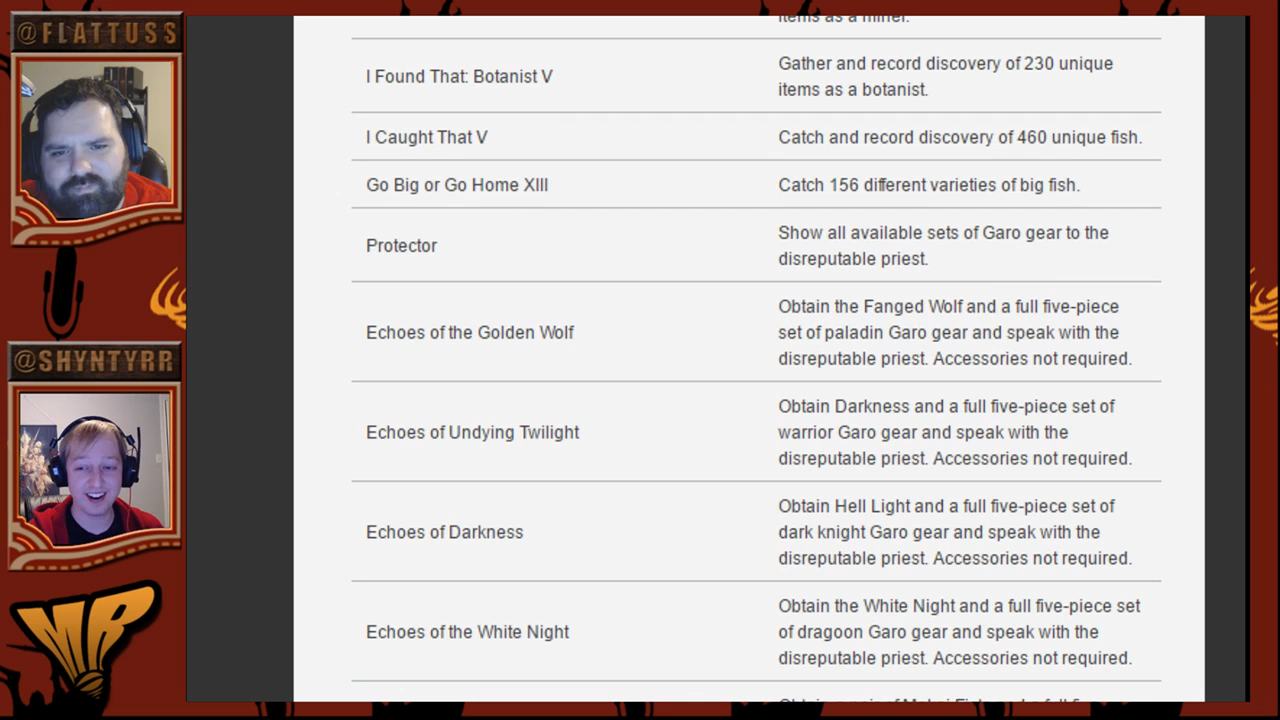 @FLATTUSS
items as a miner.
I Found That: Botanist V
Gather and record discovery of 230 unique
items as a botanist.
I Caught That V
Catch and record discovery of 460 unique fish.
Go Big or Go Home XIII
Catch 156 different varieties of big fish.
Protector
Show all available sets of Garo gear to the
disreputable priest.
Echoes of the Golden Wolf
Obtain the Fanged Wolf and a full five-piece
set of paladin Garo gear and speak with the
disreputable priest. Accessories not required.
@SHYNTYRR
Echoes of Undying Twilight
Obtain Darkness and a full five-piece set of
warrior Garo gear and speak with the
disreputable priest. Accessories not required.
Echoes of Darkness
Obtain Hell Light and a full five-piece set of
dark knight Garo gear and speak with the
disreputable priest. Accessories not required.
MR
Echoes of the White Night
Obtain the White Night and a full five-piece set
of dragoon Garo gear and speak with the
disreputable priest. Accessories not required.